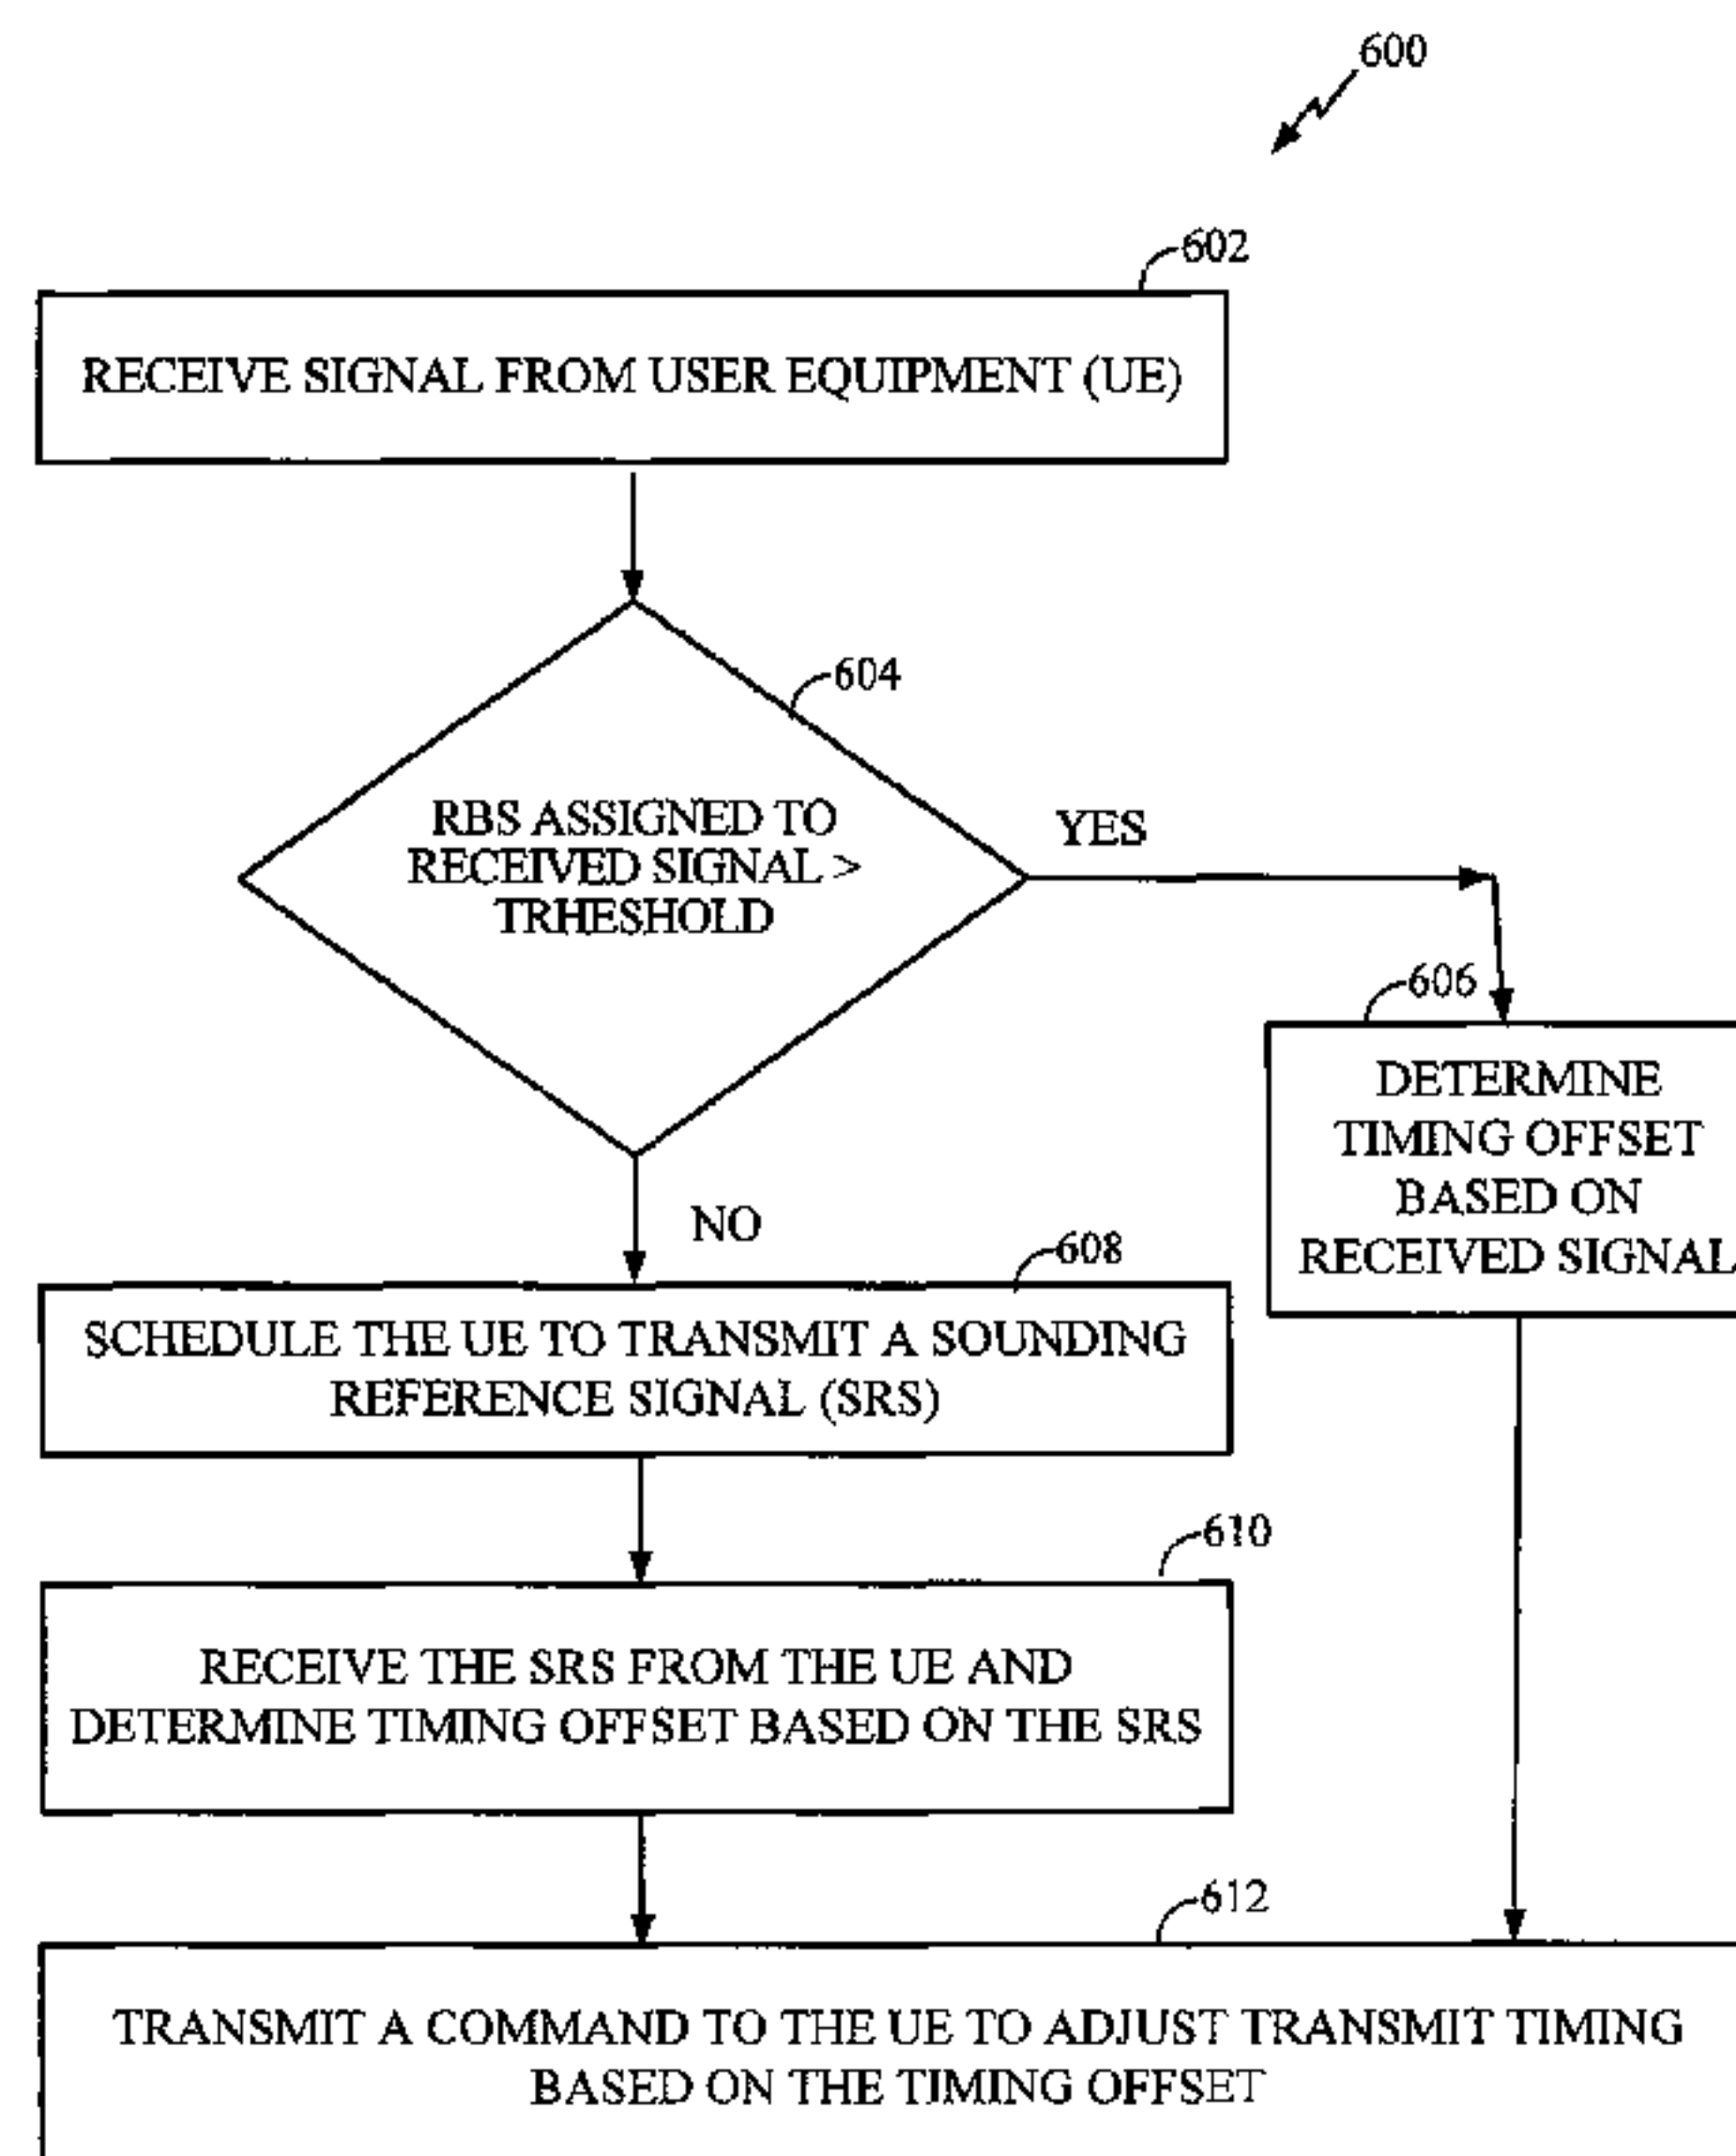 600
602
RECEIVE SIGNAL FROM USER EQUIPMENT (UE)
604
RBS ASSIGNED TO
RECEIVED SIGNAL >
TRHESHOLD
YES
606
DETERMINE
TIMING OFFSET
BASED ON
RECEIVED SIGNAL
NO
608
SCHEDULE THE UE TO TRANSMIT A SOUNDING
REFERENCE SIGNAL (SRS)
610
RECEIVE THE SRS FROM THE UE AND
DETERMINE TIMING OFFSET BASED ON THE SRS
612
TRANSMIT A COMMAND TO THE UE TO ADJUST TRANSMIT TIMING
BASED ON THE TIMING OFFSET